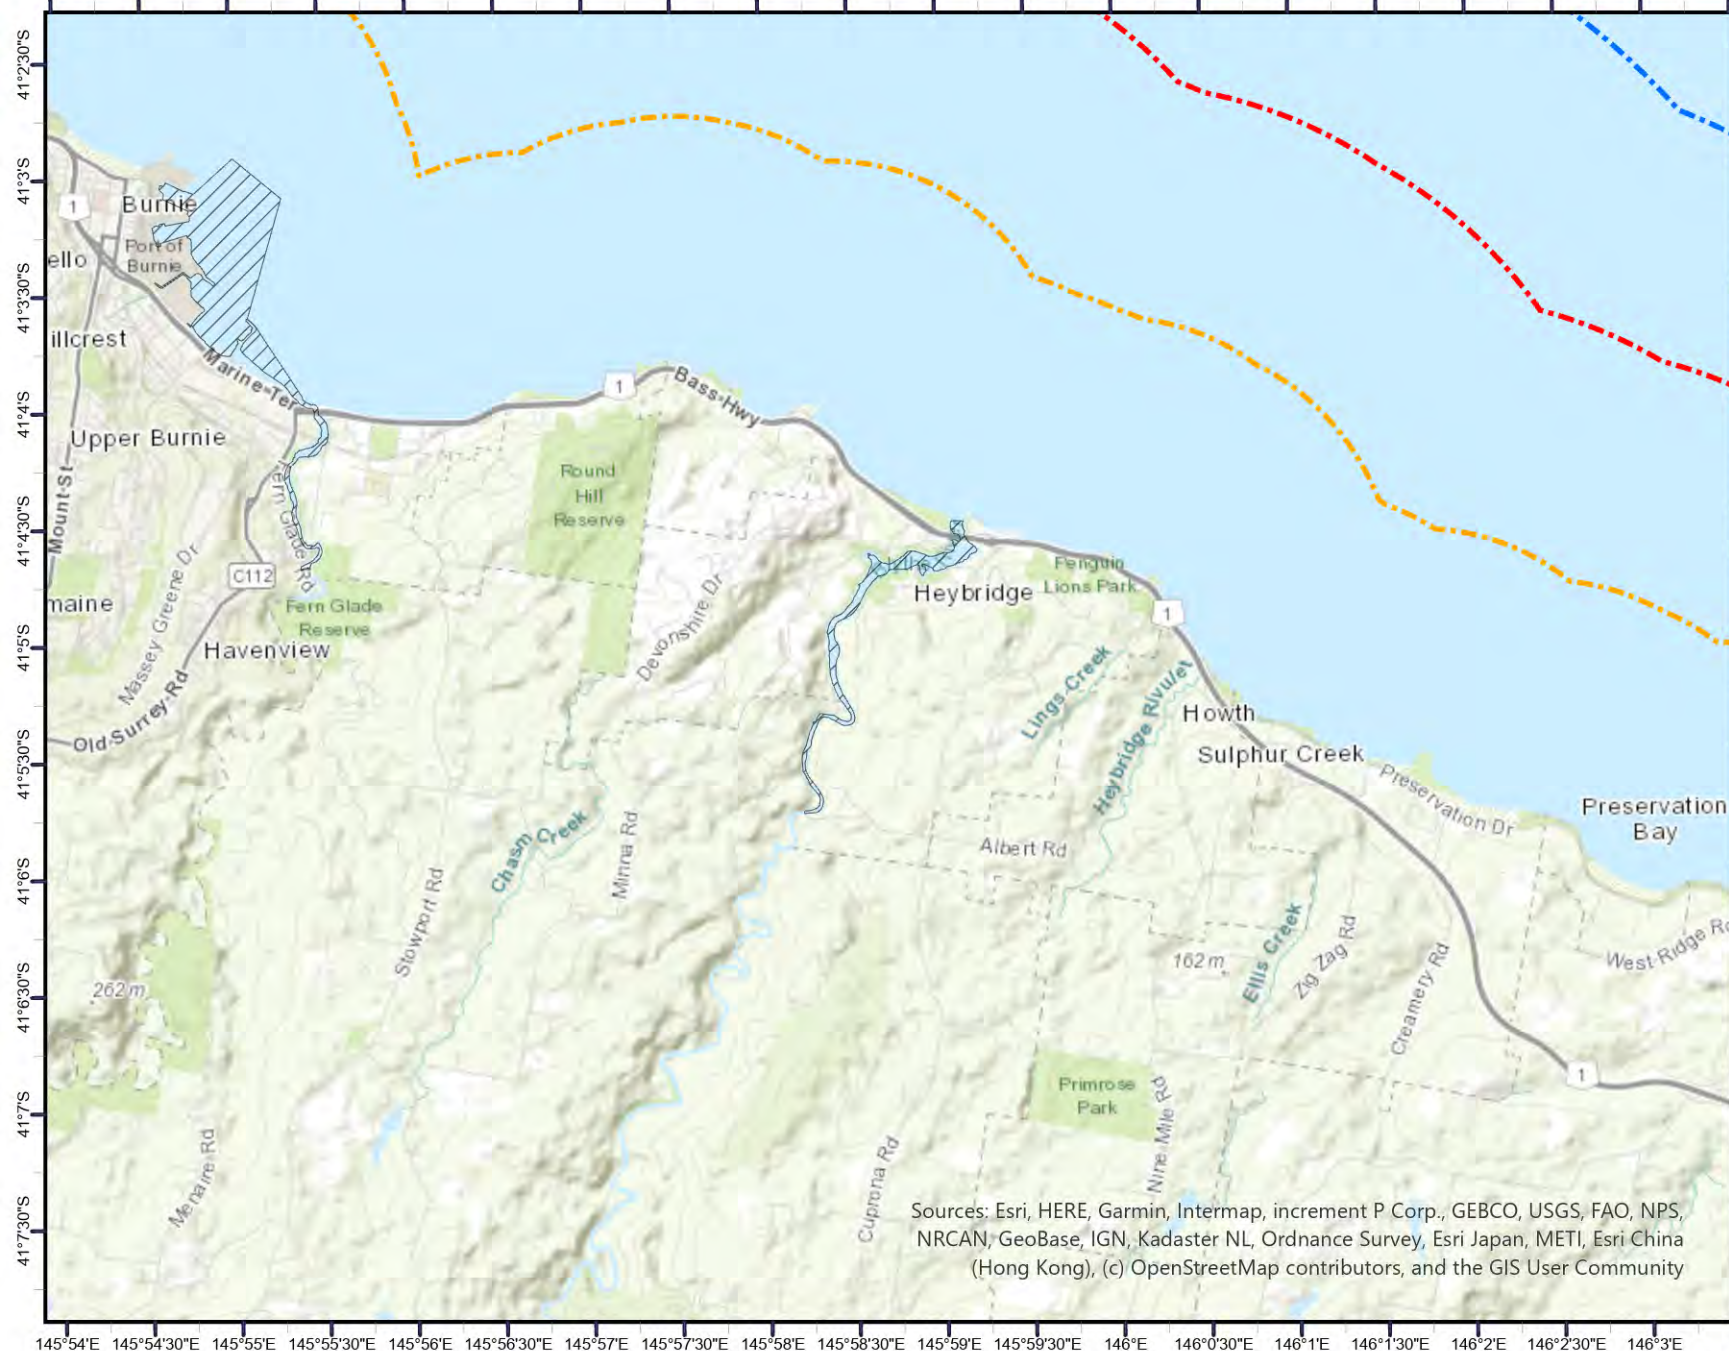 41°2'30"S
41°3'S
41°3'30"S
41°4'S
41°4'30"S
41°5'S
41°5'30"S
41°6'S
41°6'30"S
41°7'S
41°7'30"S
1
Burnie
Port of
Burnie
ello
illcrest
Marine Ter
1
Bass Hwy
Upper Burnie
Mount St
Fern Glade Rd
Round
Hill
Reserve
C112
maine
Massey Greene Dr
Fern Glade
Reserve
Havenview
Old Surrey Rd
Devonshire Dr
Heybridge
Penguin
Lions Park
1
Lings Creek
Heybridge Rivulet
Howth
Sulphur Creek
Preservation Dr
Preservation
Bay
Albert Rd
Chasm Creek
Minna Rd
Stowport Rd
262 m
162 m
Ellis Creek
Zig Zag Rd
Creamery Rd
West Ridge Rd
1
Primrose
Park
Nine Mile Rd
Menaire Rd
Cuprona Rd
Sources: Esri, HERE, Garmin, Intermap, increment P Corp., GEBCO, USGS, FAO, NPS,
NRCAN, GeoBase, IGN, Kadaster NL, Ordnance Survey, Esri Japan, METI, Esri China
(Hong Kong), (c) OpenStreetMap contributors, and the GIS User Community
145°54'E
145°54'30"E
145°55'E
145°55'30"E
145°56'E
145°56'30"E
145°57'E
145°57'30"E
145°58'E
145°58'30"E
145°59'E
145°59'30"E
146°E
146°0'30"E
146°1'E
146°1'30"E
146°2'E
146°2'30"E
146°3'E